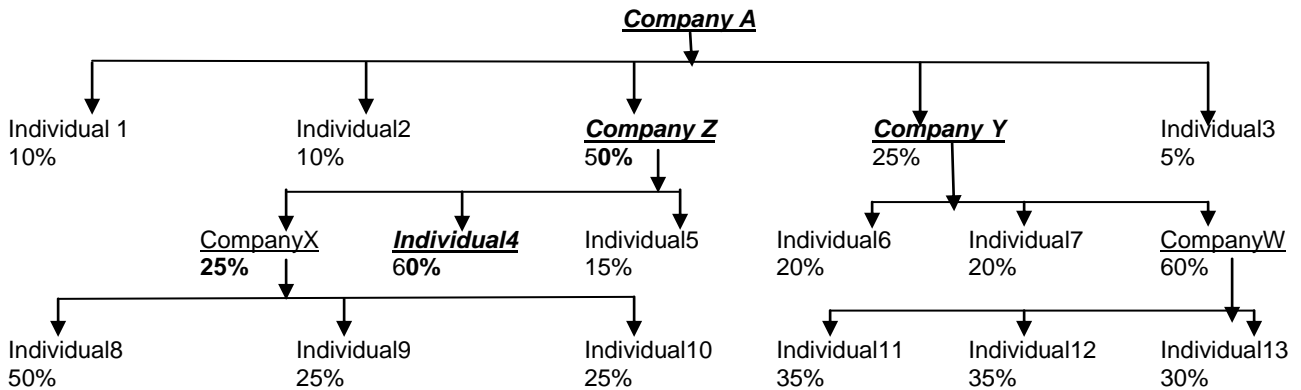 Company A
Individual 1 Individual2 Company Z Company Y Individual3
10% 10% 50% 25% 5%
CompanyX Individual4 Individual5 Individual6 Individual7 CompanyW
25% 60% 15% 20% 20% 60%
Individual8 Individual9 Individual10 Individual11 Individual12 Individual13
50% 25% 25% 35% 35% 30%